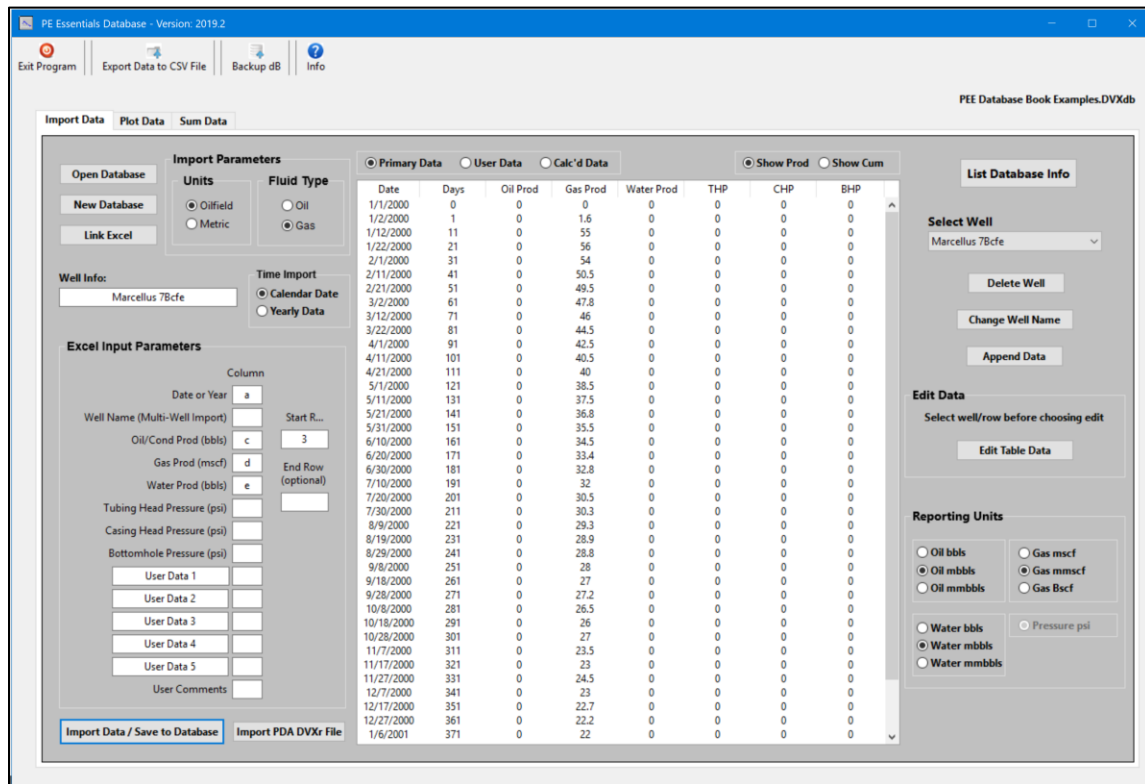 PE Essentials Database - Version: 2019.2
Exit Program Export Data to CSV File Backup dB Info
PEE Database Book Examples.DVXdb
Import Data Plot Data Sum Data
Open Database
New Database
Link Excel
Import Parameters
Units
Oilfield
Metric
Fluid Type
Oil
Gas
Well Info:
Marcellus 7Bcfe
Time Import
Calendar Date
Yearly Data
Excel Input Parameters
Column
Date or Year a
Well Name (Multi-Well Import)
Oil/Cond Prod (bbls) c
Gas Prod (mscf) d
Water Prod (bbls) e
Tubing Head Pressure (psi)
Casing Head Pressure (psi)
Bottomhole Pressure (psi)
User Data 1
User Data 2
User Data 3
User Data 4
User Data 5
User Comments
Start R...
3
End Row
(optional)
Import Data / Save to Database Import PDA DVXr File
Primary Data User Data Calc'd Data Show Prod Show Cum
Date Days Oil Prod Gas Prod Water Prod THP CHP BHP
1/1/2000 0 0 0 0 0 0 0
1/2/2000 1 0 1.6 0 0 0 0
1/12/2000 11 0 55 0 0 0 0
1/22/2000 21 0 56 0 0 0 0
2/1/2000 31 0 54 0 0 0 0
2/11/2000 41 0 50.5 0 0 0 0
2/21/2000 51 0 49.5 0 0 0 0
3/2/2000 61 0 47.8 0 0 0 0
3/12/2000 71 0 46 0 0 0 0
3/22/2000 81 0 44.5 0 0 0 0
4/1/2000 91 0 42.5 0 0 0 0
4/11/2000 101 0 40.5 0 0 0 0
4/21/2000 111 0 40 0 0 0 0
5/1/2000 121 0 38.5 0 0 0 0
5/11/2000 131 0 37.5 0 0 0 0
5/21/2000 141 0 36.8 0 0 0 0
5/31/2000 151 0 35.5 0 0 0 0
6/10/2000 161 0 34.5 0 0 0 0
6/20/2000 171 0 33.4 0 0 0 0
6/30/2000 181 0 32.8 0 0 0 0
7/10/2000 191 0 32 0 0 0 0
7/20/2000 201 0 30.5 0 0 0 0
7/30/2000 211 0 30.3 0 0 0 0
8/9/2000 221 0 29.3 0 0 0 0
8/19/2000 231 0 28.9 0 0 0 0
8/29/2000 241 0 28.8 0 0 0 0
9/8/2000 251 0 28 0 0 0 0
9/18/2000 261 0 27 0 0 0 0
9/28/2000 271 0 27.2 0 0 0 0
10/8/2000 281 0 26.5 0 0 0 0
10/18/2000 291 0 26 0 0 0 0
10/28/2000 301 0 27 0 0 0 0
11/7/2000 311 0 23.5 0 0 0 0
11/17/2000 321 0 23 0 0 0 0
11/27/2000 331 0 24.5 0 0 0 0
12/7/2000 341 0 23 0 0 0 0
12/17/2000 351 0 22.7 0 0 0 0
12/27/2000 361 0 22.2 0 0 0 0
1/6/2001 371 0 22 0 0 0 0
List Database Info
Select Well
Marcellus 7Bcfe
Delete Well
Change Well Name
Append Data
Edit Data
Select well/row before choosing edit
Edit Table Data
Reporting Units
Oil bbls
Oil mbbls
Oil mmbbls
Gas mscf
Gas mmscf
Gas Bscf
Water bbls
Water mbbls
Water mmbbls
Pressure psi